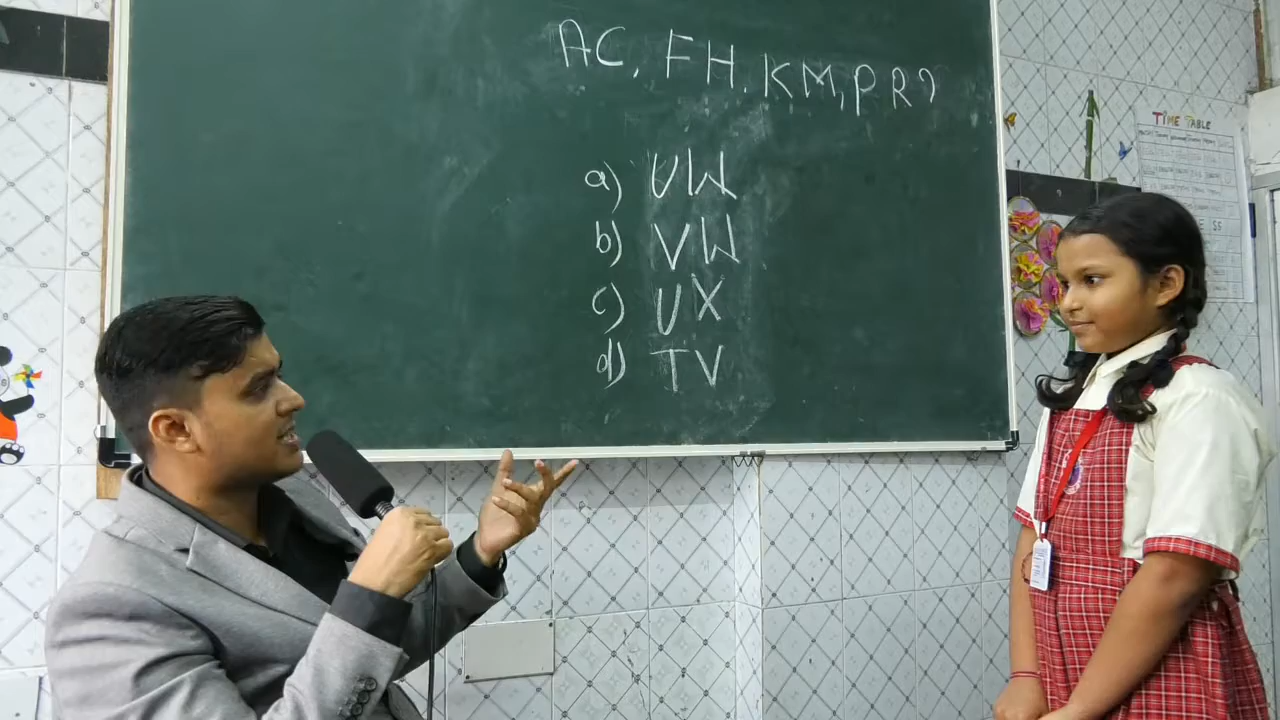 AC, FH, KM, PR ?
a) UW
b) VW
c) UX
d) TV
TIME TABLE